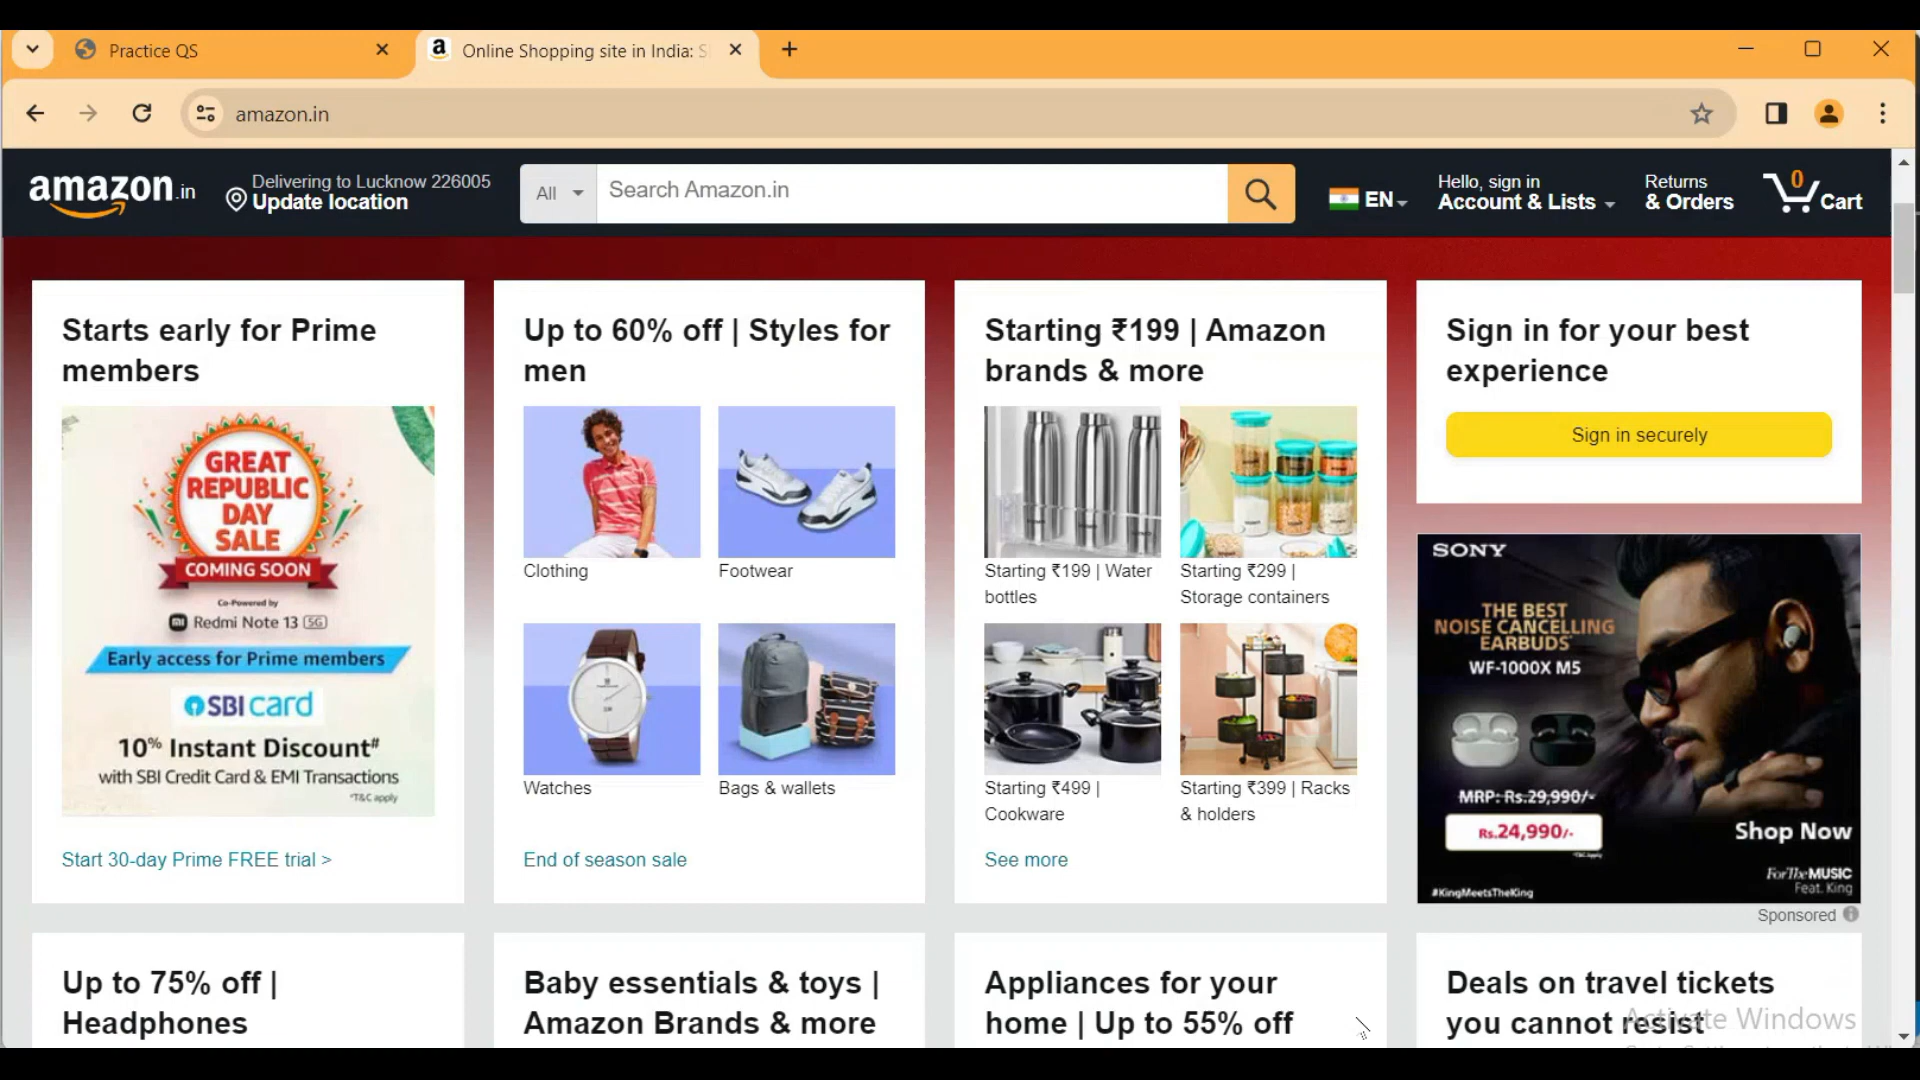 Practice QS
Online Shopping site in India: S
amazon.in
amazon.in
Delivering to Lucknow 226005
Update location
All
Search Amazon.in
EN
Hello, sign in
Account & Lists
Returns
& Orders
0
Cart
Starts early for Prime
members
GREAT
REPUBLIC
DAY
SALE
COMING SOON
Co-Powered by
Redmi Note 13 5G
Early access for Prime members
SBI card
10% Instant Discount#
with SBI Credit Card & EMI Transactions
*T&C apply
Start 30-day Prime FREE trial >
Up to 60% off | Styles for
men
Clothing
Footwear
Watches
Bags & wallets
End of season sale
Starting ₹199 | Amazon
brands & more
Starting ₹199 | Water
bottles
Starting ₹299 |
Storage containers
Starting ₹499 |
Cookware
Starting ₹399 | Racks
& holders
See more
Sign in for your best
experience
Sign in securely
SONY
THE BEST
NOISE CANCELLING
EARBUDS
WF-1000X M5
MRP: Rs.29,990/-
Rs.24,990/-
*T&C Apply
Shop Now
For The MUSIC
Feat. King
#KingMeetsTheKing
Sponsored
Up to 75% off |
Headphones
Baby essentials & toys |
Amazon Brands & more
Appliances for your
home | Up to 55% off
Deals on travel tickets
you cannot resist
Activate Windows